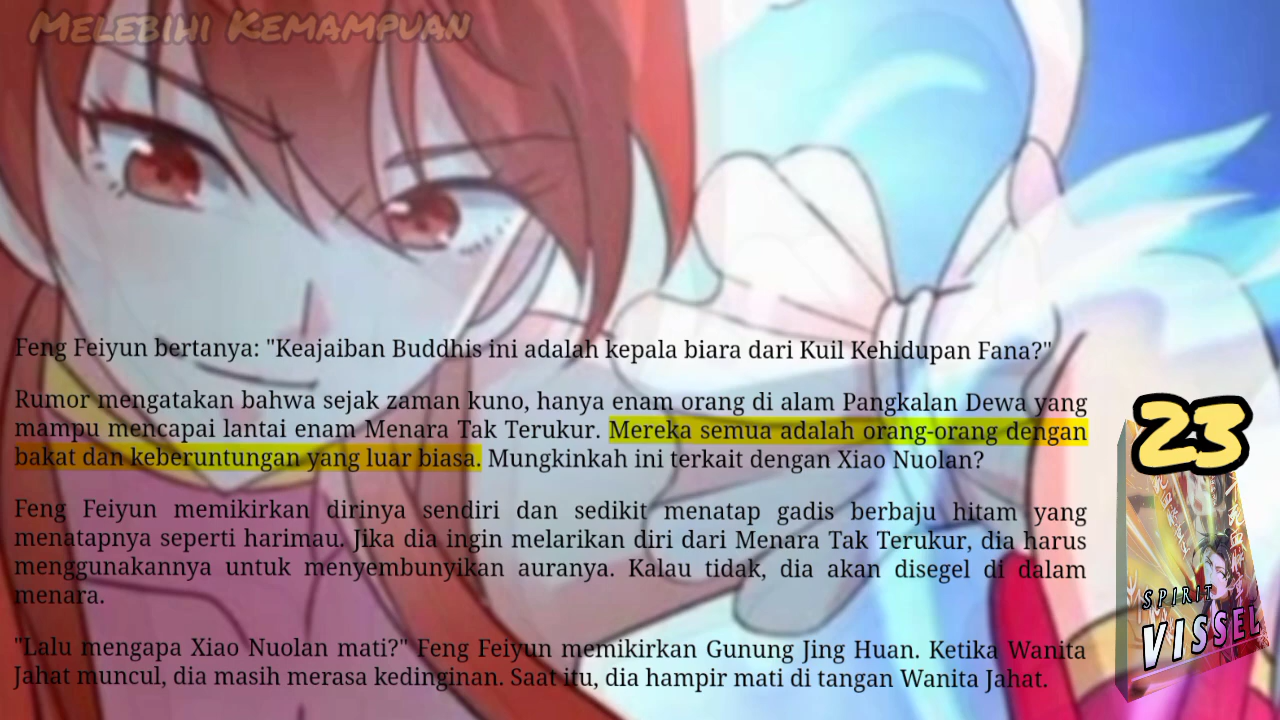 Melebihi Kemampuan
Feng Feiyun bertanya: "Keajaiban Buddhis ini adalah kepala biara dari Kuil Kehidupan Fana?"
Rumor mengatakan bahwa sejak zaman kuno, hanya enam orang di alam Pangkalan Dewa yang
mampu mencapai lantai enam Menara Tak Terukur. Mereka semua adalah orang-orang dengan
bakat dan keberuntungan yang luar biasa. Mungkinkah ini terkait dengan Xiao Nuolan?
Feng Feiyun memikirkan dirinya sendiri dan sedikit menatap gadis berbaju hitam yang
menatapnya seperti harimau. Jika dia ingin melarikan diri dari Menara Tak Terukur, dia harus
menggunakannya untuk menyembunyikan auranya. Kalau tidak, dia akan disegel di dalam
menara.
"Lalu mengapa Xiao Nuolan mati?" Feng Feiyun memikirkan Gunung Jing Huan. Ketika Wanita
Jahat muncul, dia masih merasa kedinginan. Saat itu, dia hampir mati di tangan Wanita Jahat.
23
SPIRIT
VISSEL